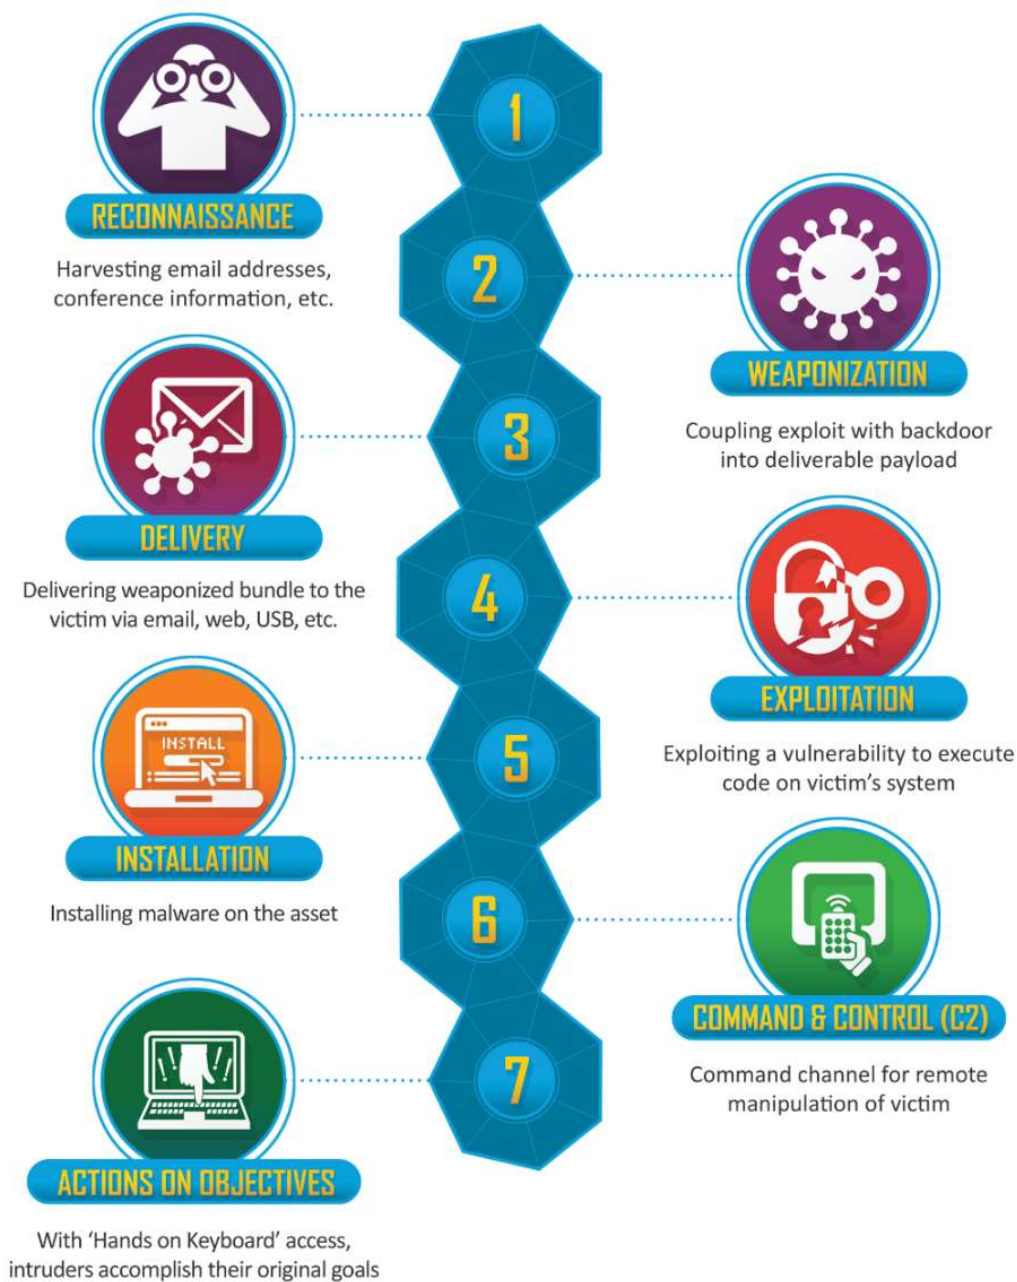 1
RECONNAISSANCE
Harvesting email addresses,
conference information, etc.
2
WEAPONIZATION
Coupling exploit with backdoor
into deliverable payload
3
DELIVERY
Delivering weaponized bundle to the
victim via email, web, USB, etc.
4
EXPLOITATION
Exploiting a vulnerability to execute
code on victim's system
5
INSTALL
INSTALLATION
Installing malware on the asset
6
COMMAND & CONTROL (C2)
Command channel for remote
manipulation of victim
7
ACTIONS ON OBJECTIVES
With 'Hands on Keyboard' access,
intruders accomplish their original goals